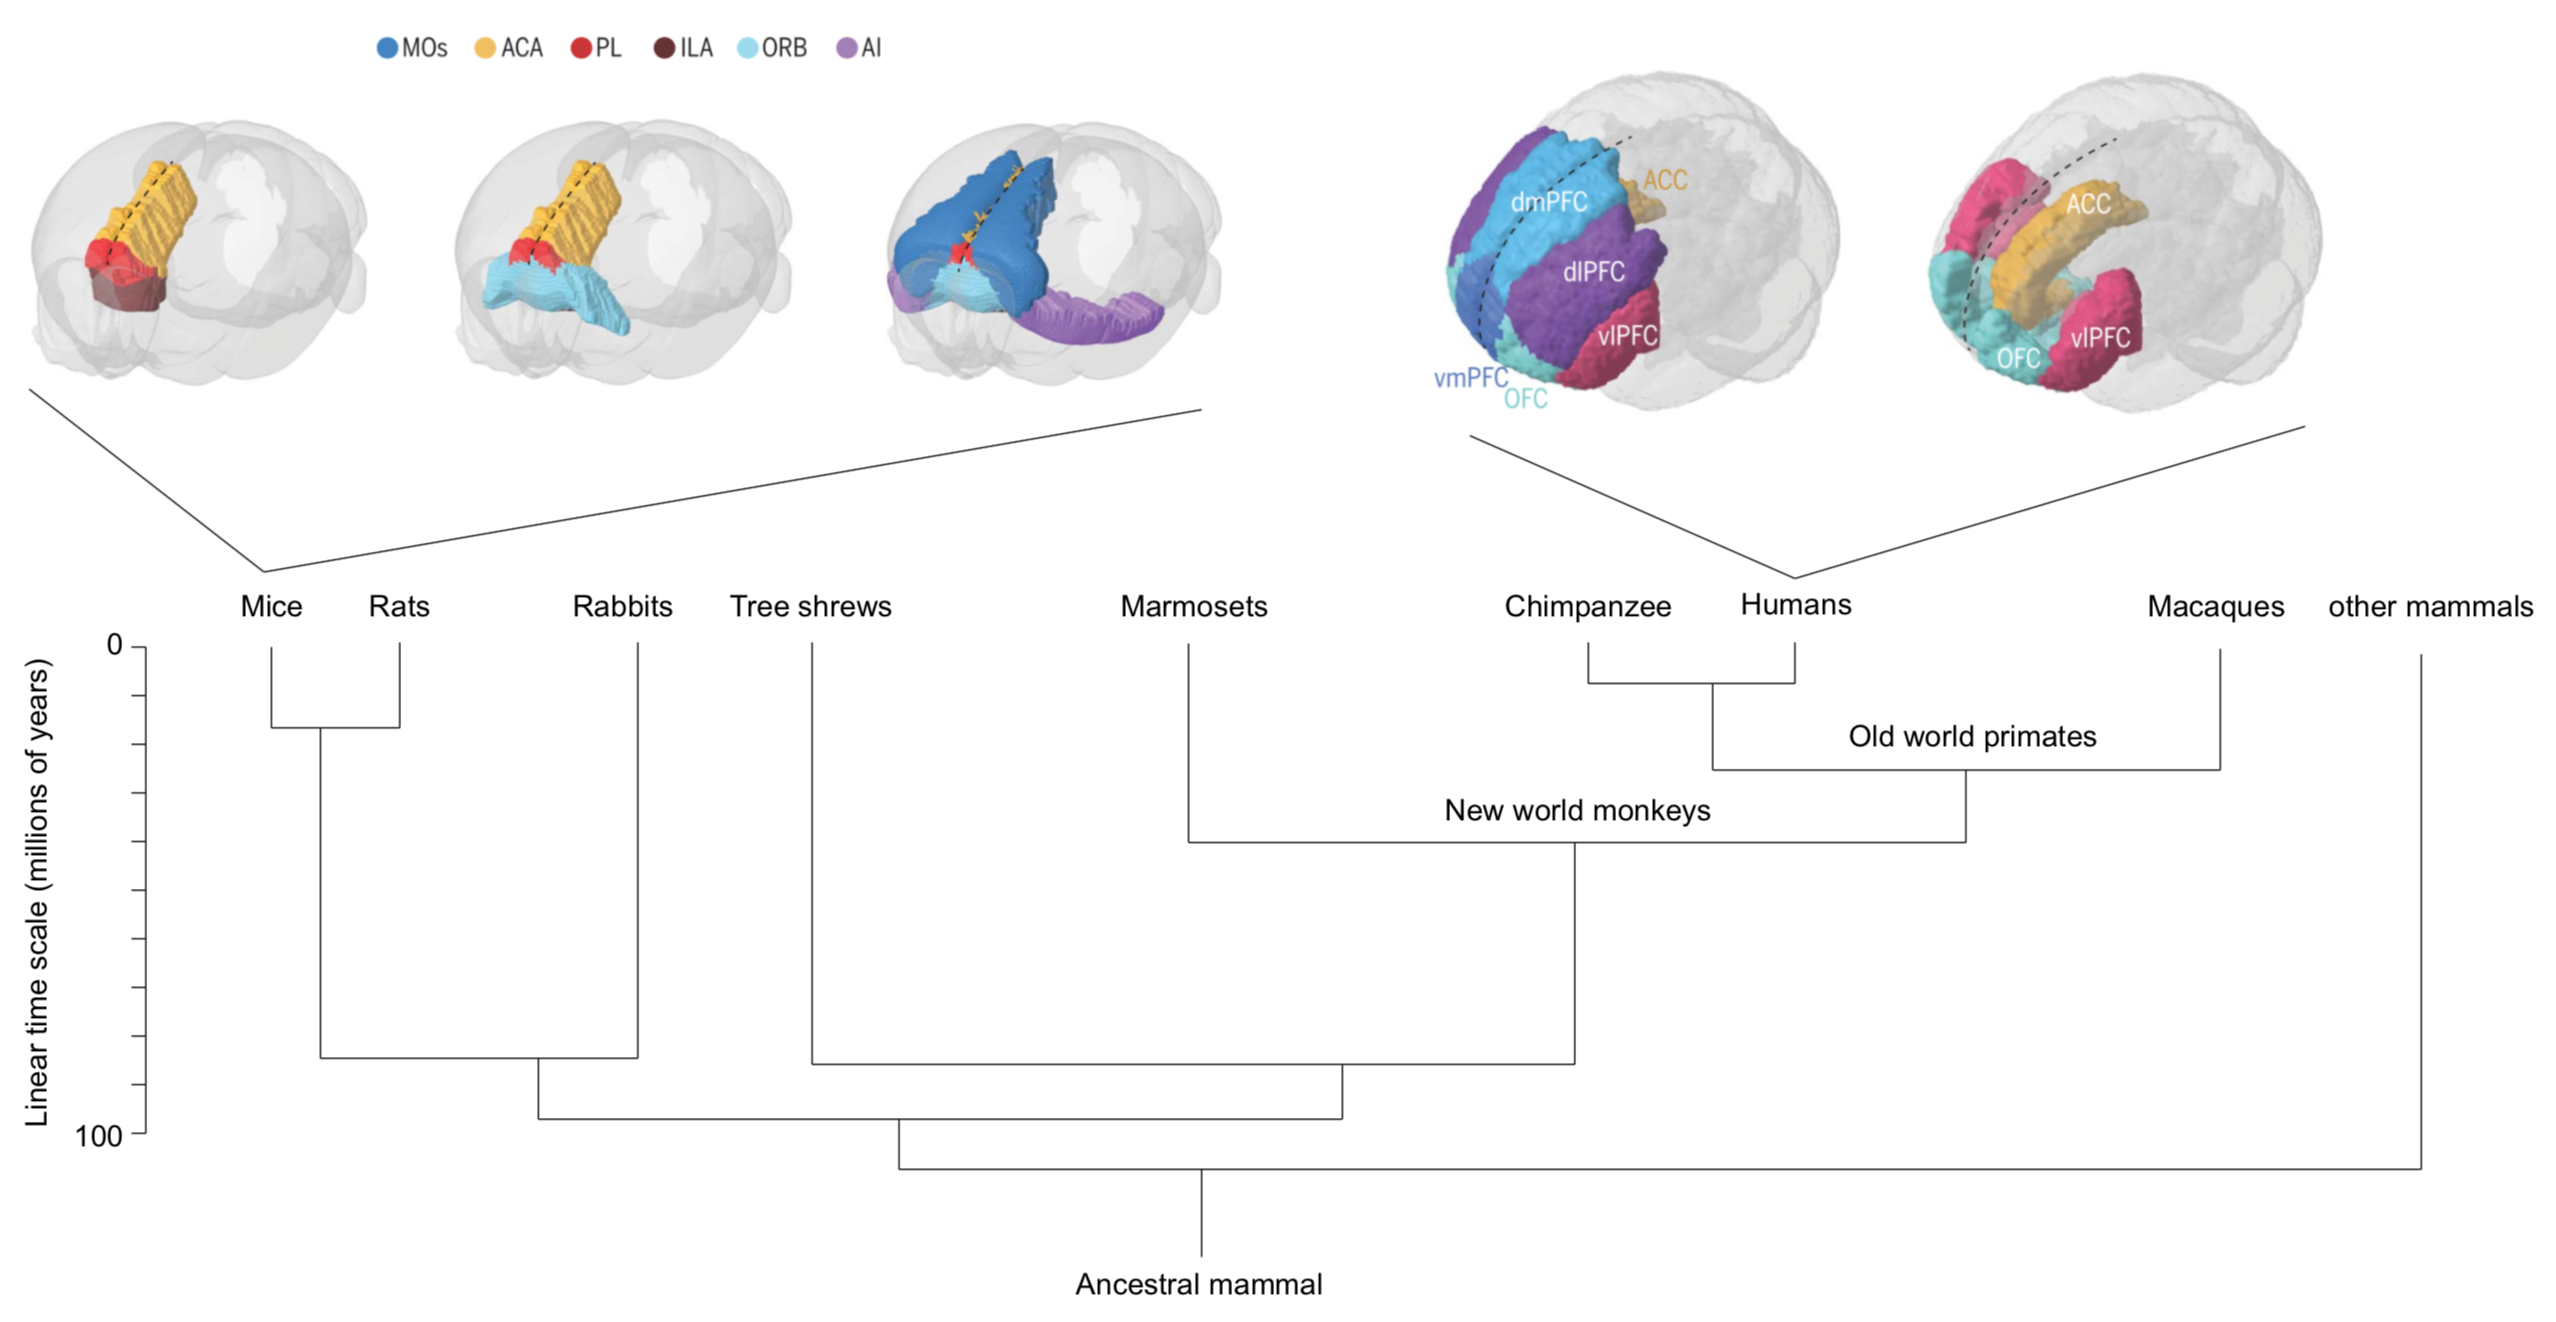 MOs ACA PL ILA ORB AI
dmPFC
ACC
dlPFC
vlPFC
vmPFC
OFC
ACC
vlPFC
OFC
Mice Rats Rabbits Tree shrews Marmosets Chimpanzee Humans Macaques other mammals
0
Linear time scale (millions of years)
Old world primates
New world monkeys
100
Ancestral mammal